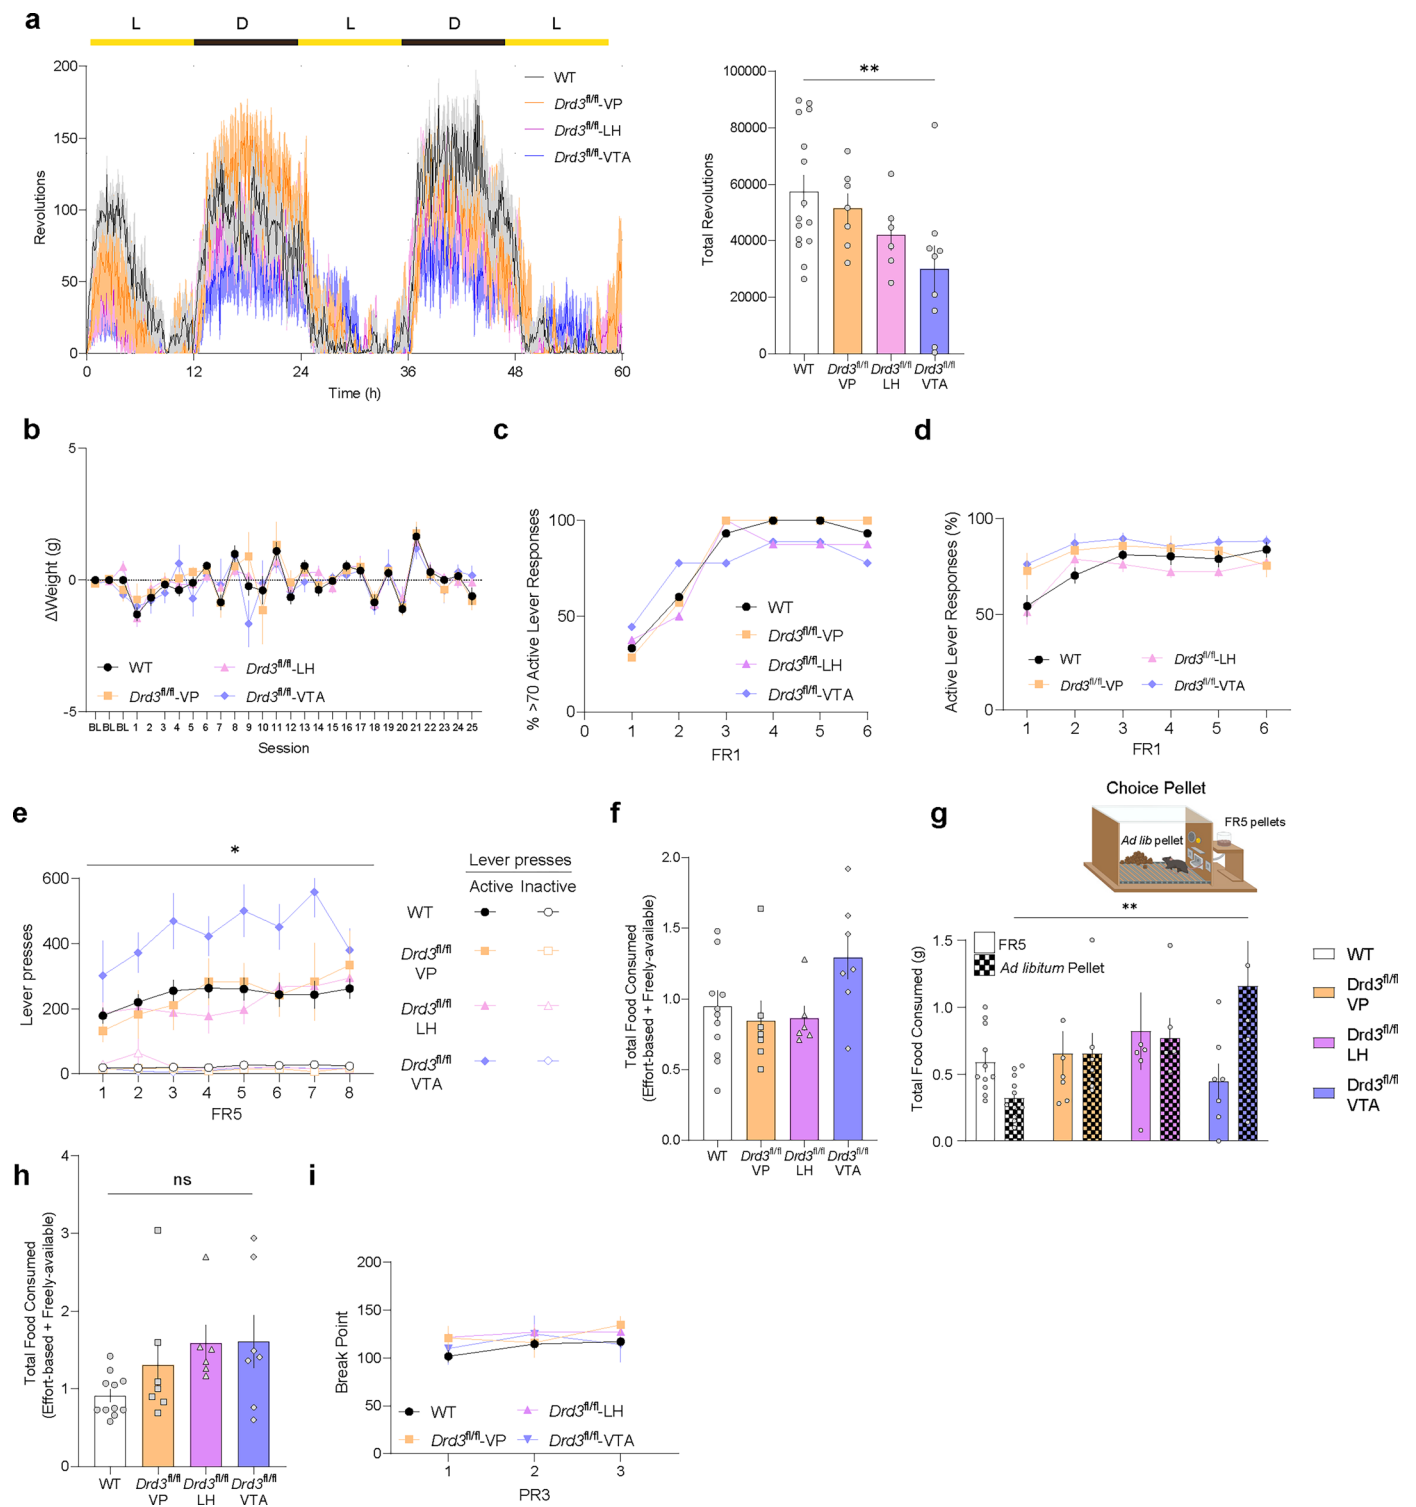 a
L D L D L
200
150
100
50
0
Revolutions
0 12 24 36 48 60
Time (h)
WT
Drd3fl/fl-VP
Drd3fl/fl-LH
Drd3fl/fl-VTA
**
100000
80000
60000
40000
20000
0
Total Revolutions
WT Drd3fl/fl Drd3fl/fl Drd3fl/fl
VP LH VTA
b
5
0
-5
ΔWeight (g)
WT Drd3fl/fl-LH
Drd3fl/fl-VP Drd3fl/fl-VTA
BL BL BL 1 2 3 4 5 6 7 8 9 10 11 12 13 14 15 16 17 18 19 20 21 22 23 24 25
Session
c
100
50
0
% >70 Active Lever Responses
WT
Drd3fl/fl-VP
Drd3fl/fl-LH
Drd3fl/fl-VTA
0 1 2 3 4 5 6
FR1
d
100
50
0
Active Lever Responses (%)
WT Drd3fl/fl-LH
Drd3fl/fl-VP Drd3fl/fl-VTA
1 2 3 4 5 6
FR1
e
*
600
400
200
0
Lever presses
1 2 3 4 5 6 7 8
FR5
Lever presses
Active Inactive
WT
Drd3fl/fl
VP
Drd3fl/fl
LH
Drd3fl/fl
VTA
f
2.0
1.5
1.0
0.5
0.0
Total Food Consumed
(Effort-based + Freely-available)
WT Drd3fl/fl Drd3fl/fl Drd3fl/fl
VP LH VTA
g
Choice Pellet
Ad lib pellet
FR5 pellets
**
1.5
1.0
0.5
0.0
Total Food Consumed (g)
FR5
Ad libitum Pellet
WT
Drd3fl/fl
VP
Drd3fl/fl
LH
Drd3fl/fl
VTA
h
ns
4
3
2
1
0
Total Food Consumed
(Effort-based + Freely-available)
WT Drd3fl/fl Drd3fl/fl Drd3fl/fl
VP LH VTA
i
200
150
100
50
0
Break Point
WT Drd3fl/fl-LH
Drd3fl/fl-VP Drd3fl/fl-VTA
1 2 3
PR3